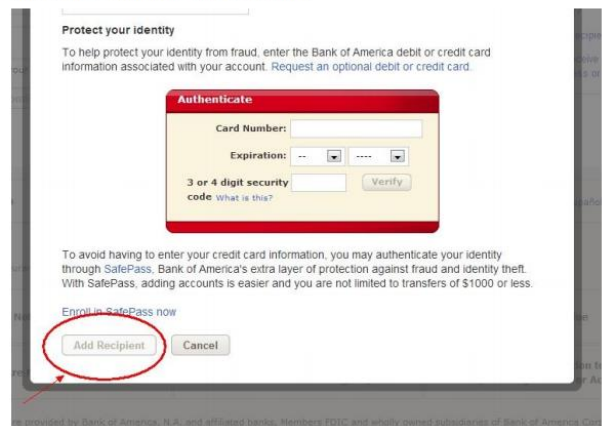 Protect your identity
To help protect your identity from fraud, enter the Bank of America debit or credit card
information associated with your account. Request an optional debit or credit card.
Authenticate
Card Number:
Expiration: -- ----
3 or 4 digit security
code What is this? Verify
To avoid having to enter your credit card information, you may authenticate your identity
through SafePass, Bank of America's extra layer of protection against fraud and identity theft.
With SafePass, adding accounts is easier and you are not limited to transfers of $1000 or less.
Enroll in SafePass now
Add Recipient Cancel
are provided by Bank of America, N.A. and affiliated banks, Members FDIC and wholly owned subsidiaries of Bank of America